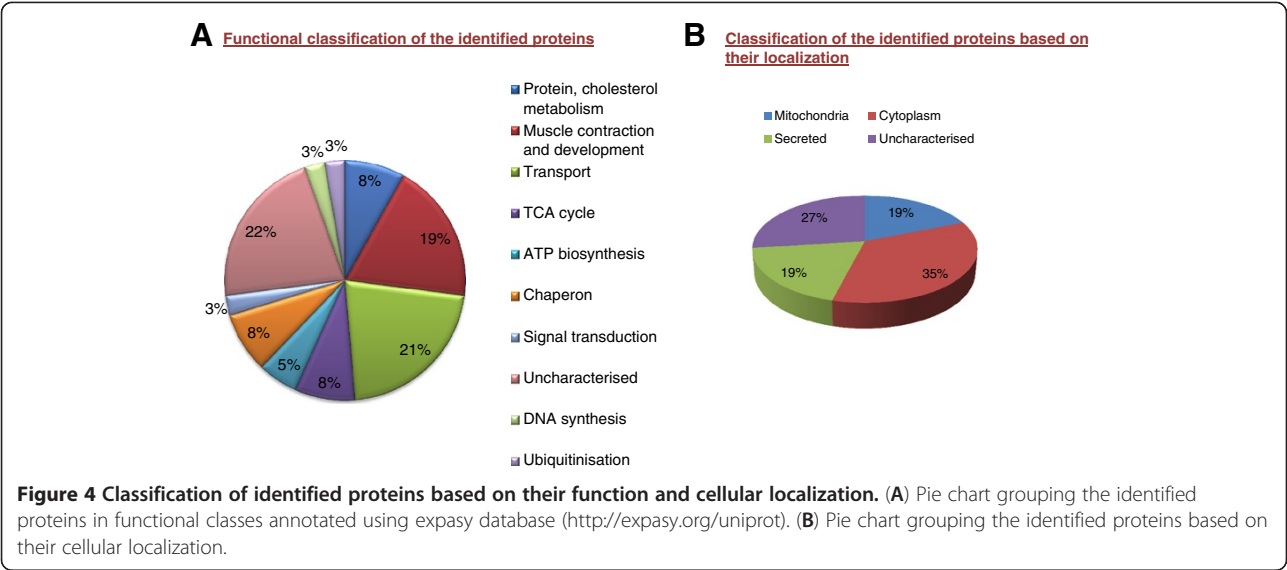 A Functional classification of the identified proteins
Protein, cholesterol
metabolism
Muscle contraction
and development
Transport
TCA cycle
ATP biosynthesis
Chaperon
Signal transduction
Uncharacterised
DNA synthesis
Ubiquitinisation
3%
3%
8%
19%
21%
8%
5%
8%
3%
22%
B Classification of the identified proteins based on
their localization
Mitochondria Cytoplasm
Secreted Uncharacterised
27%
19%
19%
35%
Figure 4 Classification of identified proteins based on their function and cellular localization. (A) Pie chart grouping the identified
proteins in functional classes annotated using expasy database (http://expasy.org/uniprot). (B) Pie chart grouping the identified proteins based on
their cellular localization.